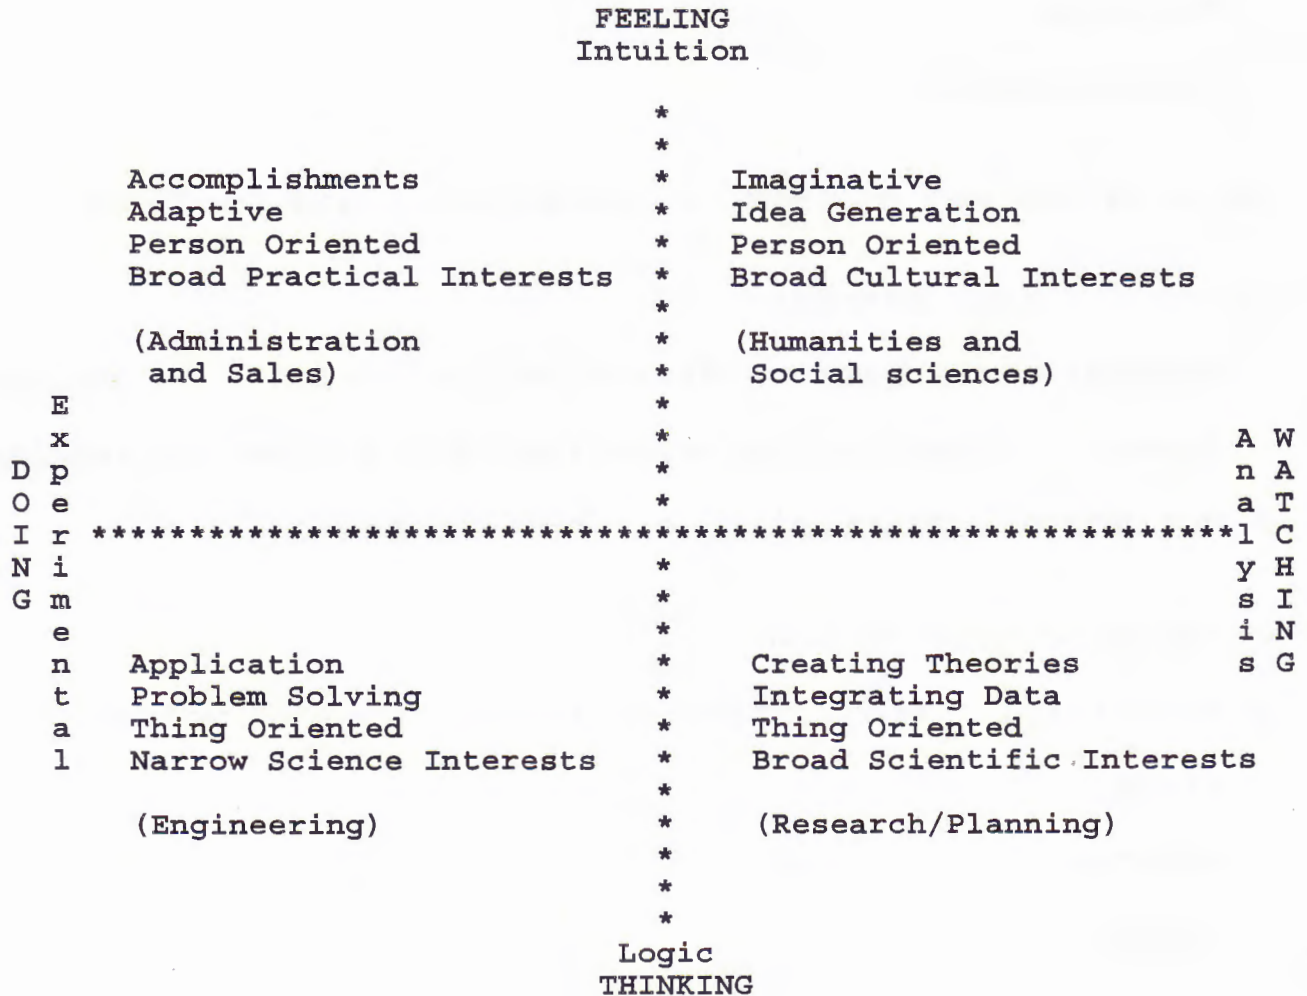 FEELING
Intuition
*
*
Accomplishments * Imaginative
Adaptive * Idea Generation
Person Oriented * Person Oriented
Broad Practical Interests * Broad Cultural Interests
*
(Administration * (Humanities and
and Sales) * Social sciences)
*
*
*
*
DOING
Experimental
*******************************************************
Analysis
WATCHING
*
*
*
Application * Creating Theories
Problem Solving * Integrating Data
Thing Oriented * Thing Oriented
Narrow Science Interests * Broad Scientific Interests
*
(Engineering) * (Research/Planning)
*
*
*
Logic
THINKING